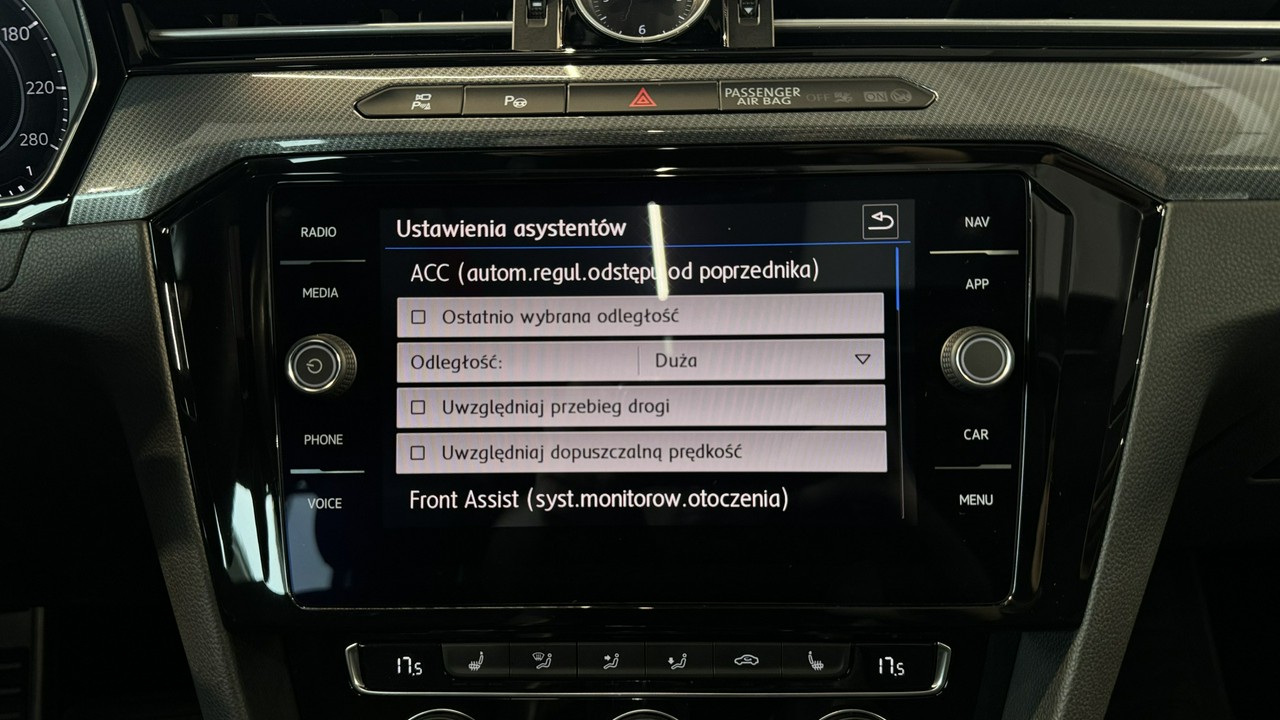 180
220
280
1
6
PASSENGER
AIR BAG OFF ON
RADIO
MEDIA
PHONE
VOICE
Ustawienia asystentów
ACC (autom.regul.odstępu od poprzednika)
Ostatnio wybrana odległość
Odległość: Duża
Uwzględniaj przebieg drogi
Uwzględniaj dopuszczalną prędkość
Front Assist (syst.monitorow.otoczenia)
NAV
APP
CAR
MENU
17.5
17.5